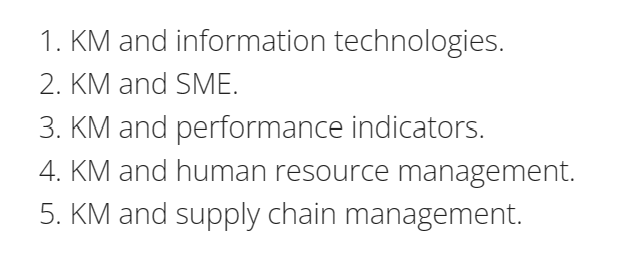 1. KM and information technologies.
2. KM and SME.
3. KM and performance indicators.
4. KM and human resource management.
5. KM and supply chain management.